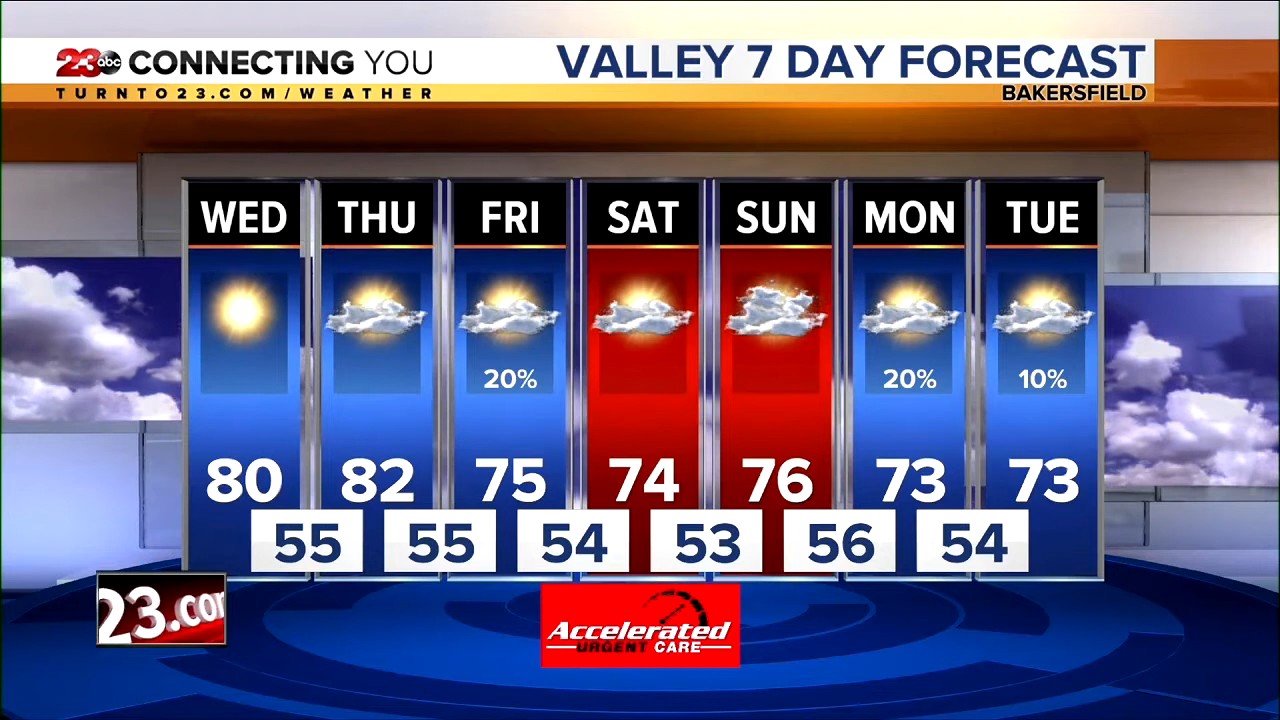 23 abc CONNECTING YOU
TURNTO23.COM/WEATHER
VALLEY 7 DAY FORECAST
BAKERSFIELD
WED THU FRI SAT SUN MON TUE
20% 20% 10%
80 82 75 74 76 73 73
55 55 54 53 56 54
23.com
Accelerated
URGENT CARE